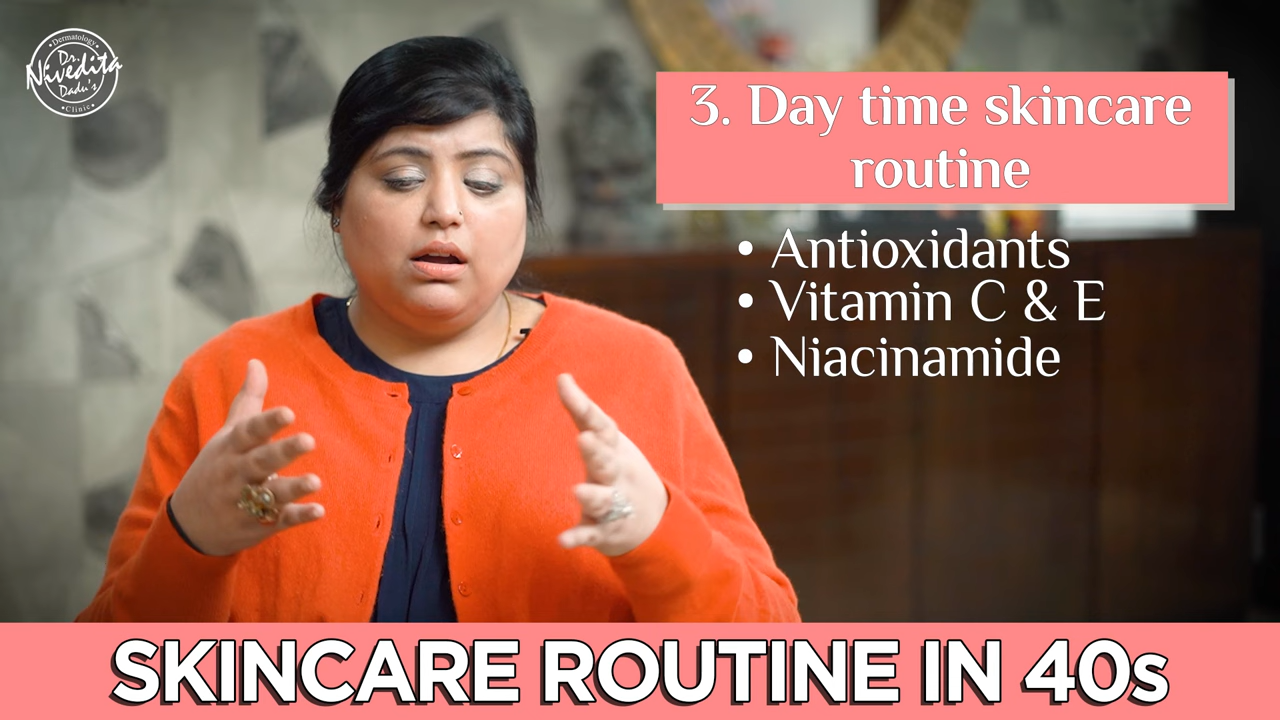 Dermatology
Dr.
Nivedita
Dadu's
Clinic
3. Day time skincare
routine
• Antioxidants
• Vitamin C & E
• Niacinamide
SKINCARE ROUTINE IN 40s